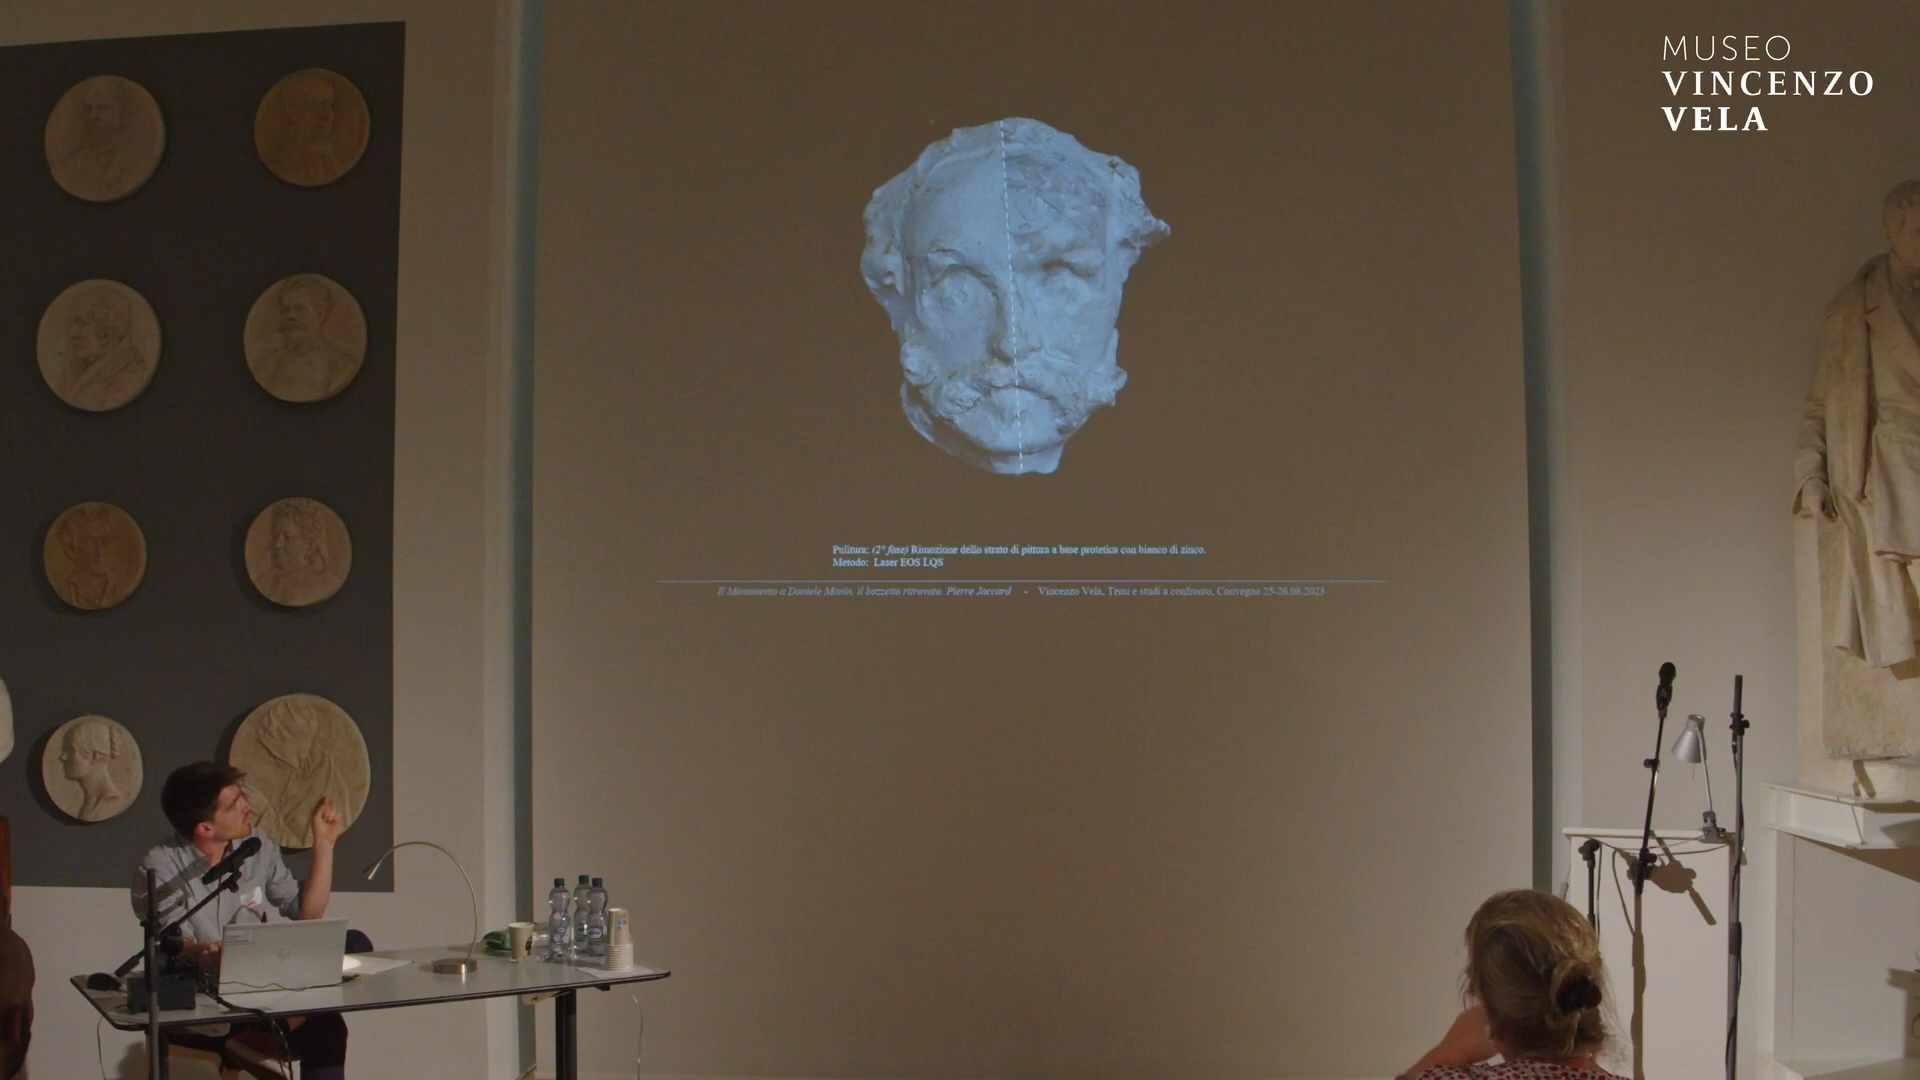 MUSEO
VINCENZO
VELA
Pulitura: (2° fase) Rimozione dello strato di pittura a base proteica con bianco di zinco.
Metodo: Laser EOS LQS
Il Monumento a Daniele Manin, il bozzetto ritrovato. Pierre Jaccard - Vincenzo Vela, Temi e studi a confronto, Convegno 25-26.08.2023